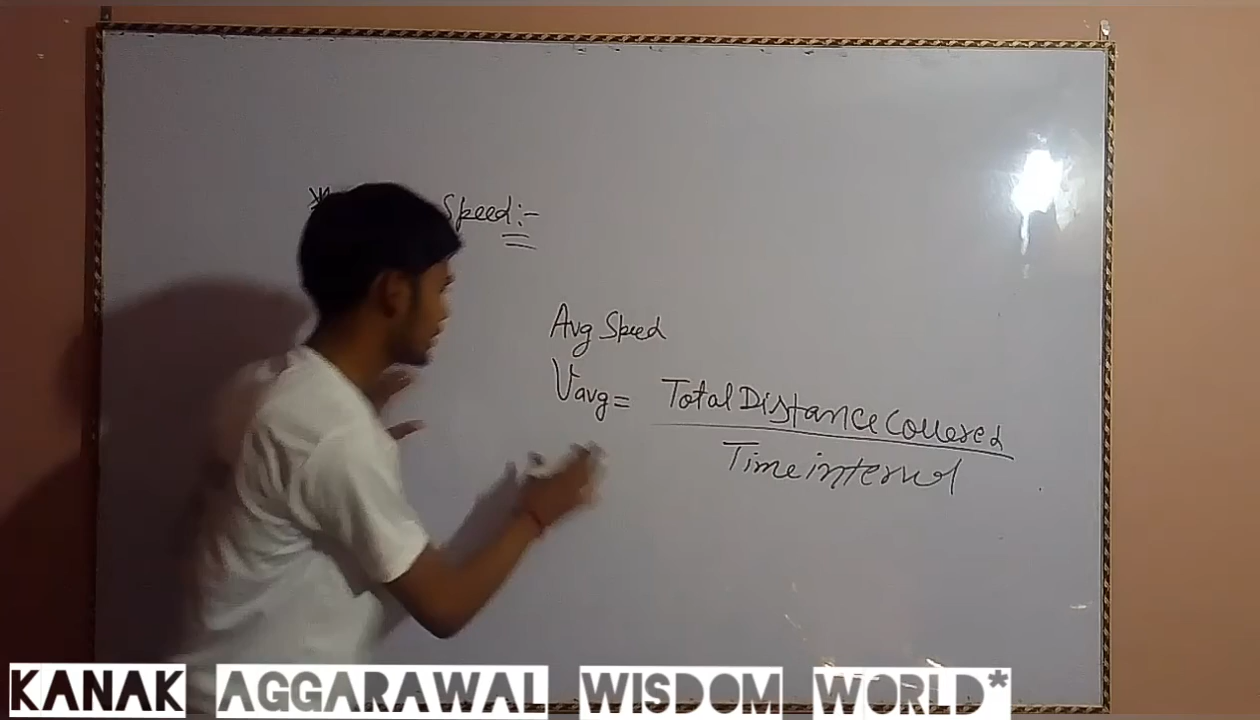 * Speed:-
Avg Speed
Vavg = Total Distance Covered
Time interval
KANAK AGGARAWAL WISDOM WORLD*